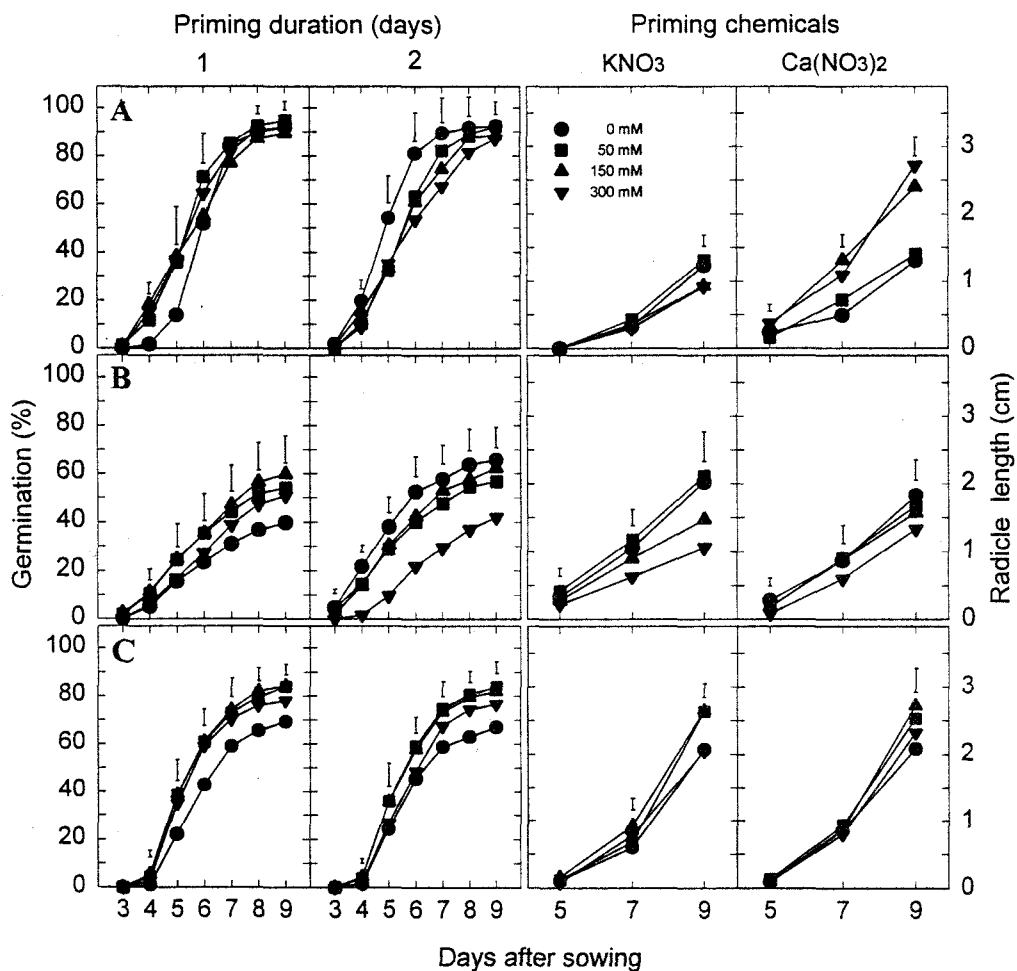 Priming duration (days) Priming chemicals
1 2 KNO3 Ca(NO3)2
A
100
80
60
40
20
0
0 mM
50 mM
150 mM
300 mM
3
2
1
0
B
100
80
60
40
20
0
3
2
1
0
C
100
80
60
40
20
0
3
2
1
0
Germination (%)
Radicle length (cm)
3 4 5 6 7 8 9 3 4 5 6 7 8 9 5 7 9 5 7 9
Days after sowing